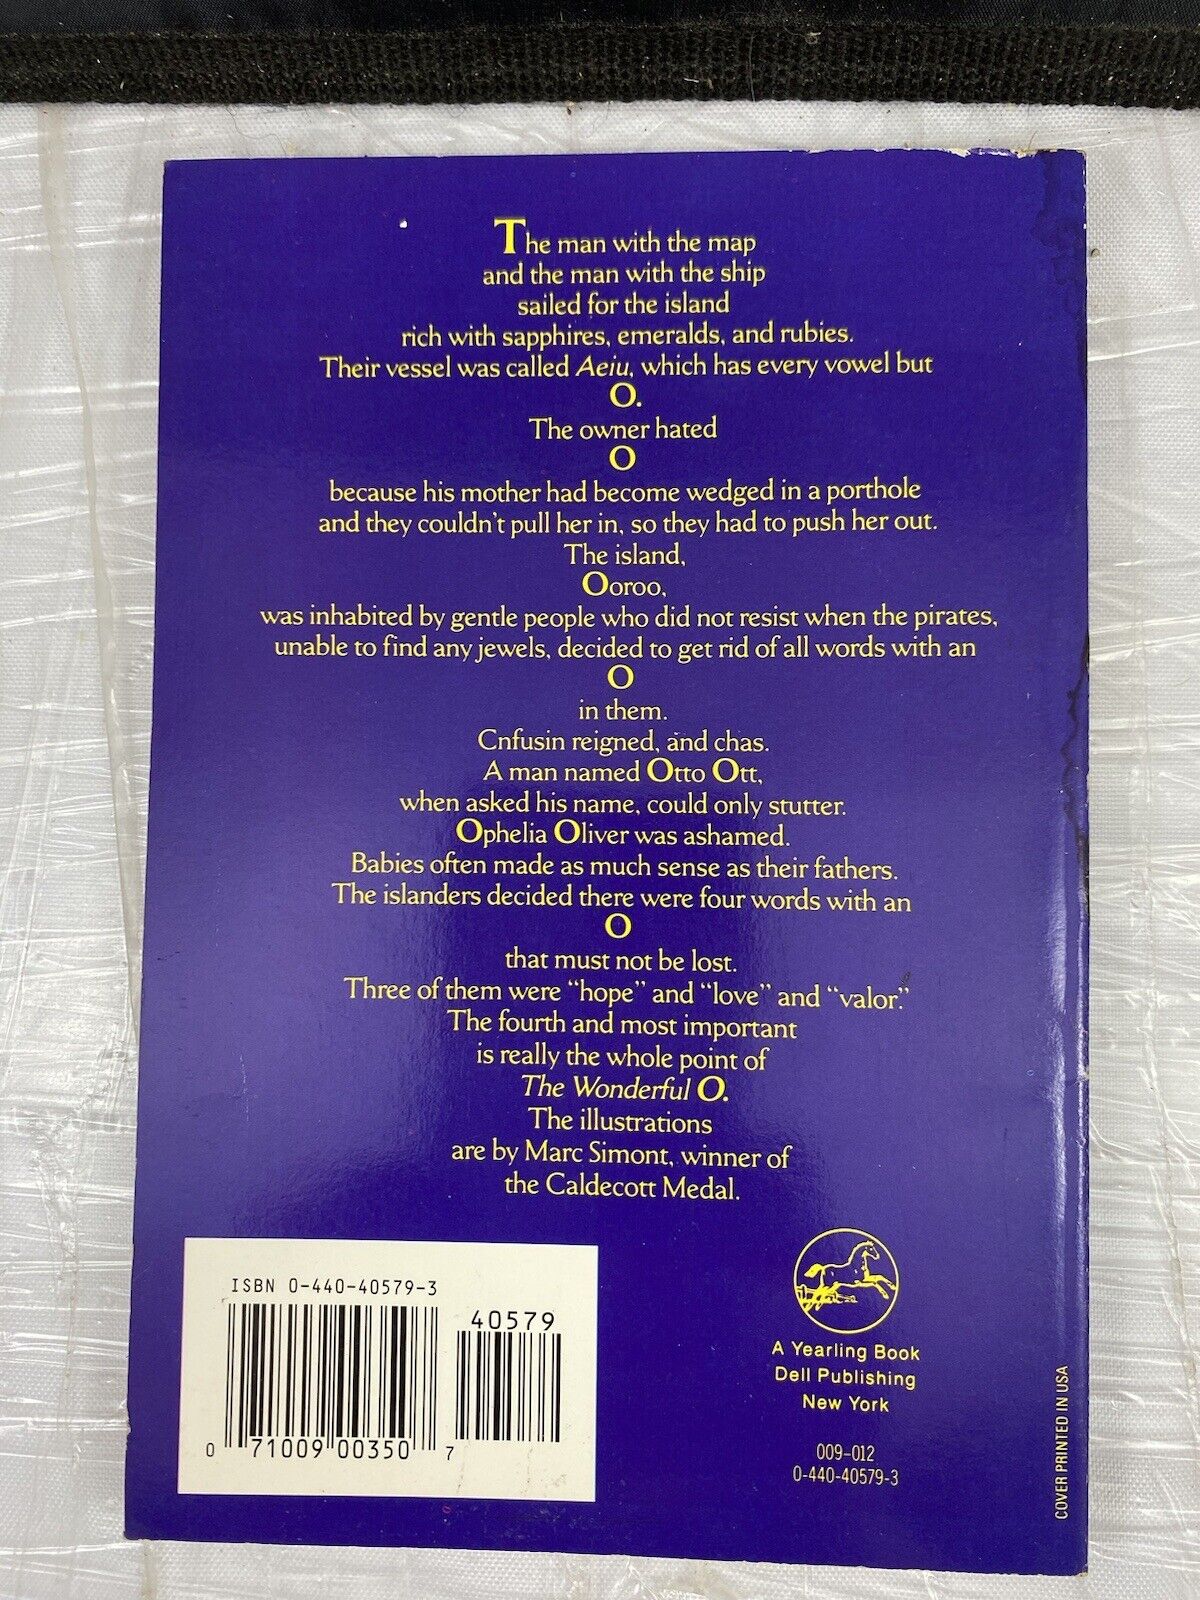 The man with the map
and the man with the ship
sailed for the island
rich with sapphires, emeralds, and rubies.
Their vessel was called Aeiu, which has every vowel but
O.
The owner hated
O
because his mother had become wedged in a porthole
and they couldn't pull her in, so they had to push her out.
The island,
Ooroo,
was inhabited by gentle people who did not resist when the pirates,
unable to find any jewels, decided to get rid of all words with an
O
in them.
Cnfusin reigned, and chas.
A man named Otto Ott,
when asked his name, could only stutter.
Ophelia Oliver was ashamed.
Babies often made as much sense as their fathers.
The islanders decided there were four words with an
O
that must not be lost.
Three of them were "hope" and "love" and "valor."
The fourth and most important
is really the whole point of
The Wonderful O.
The illustrations
are by Marc Simont, winner of
the Caldecott Medal.
ISBN 0-440-40579-3
40579
0 71009 00350 7
A Yearling Book
Dell Publishing
New York
009-012
0-440-40579-3
COVER PRINTED IN USA